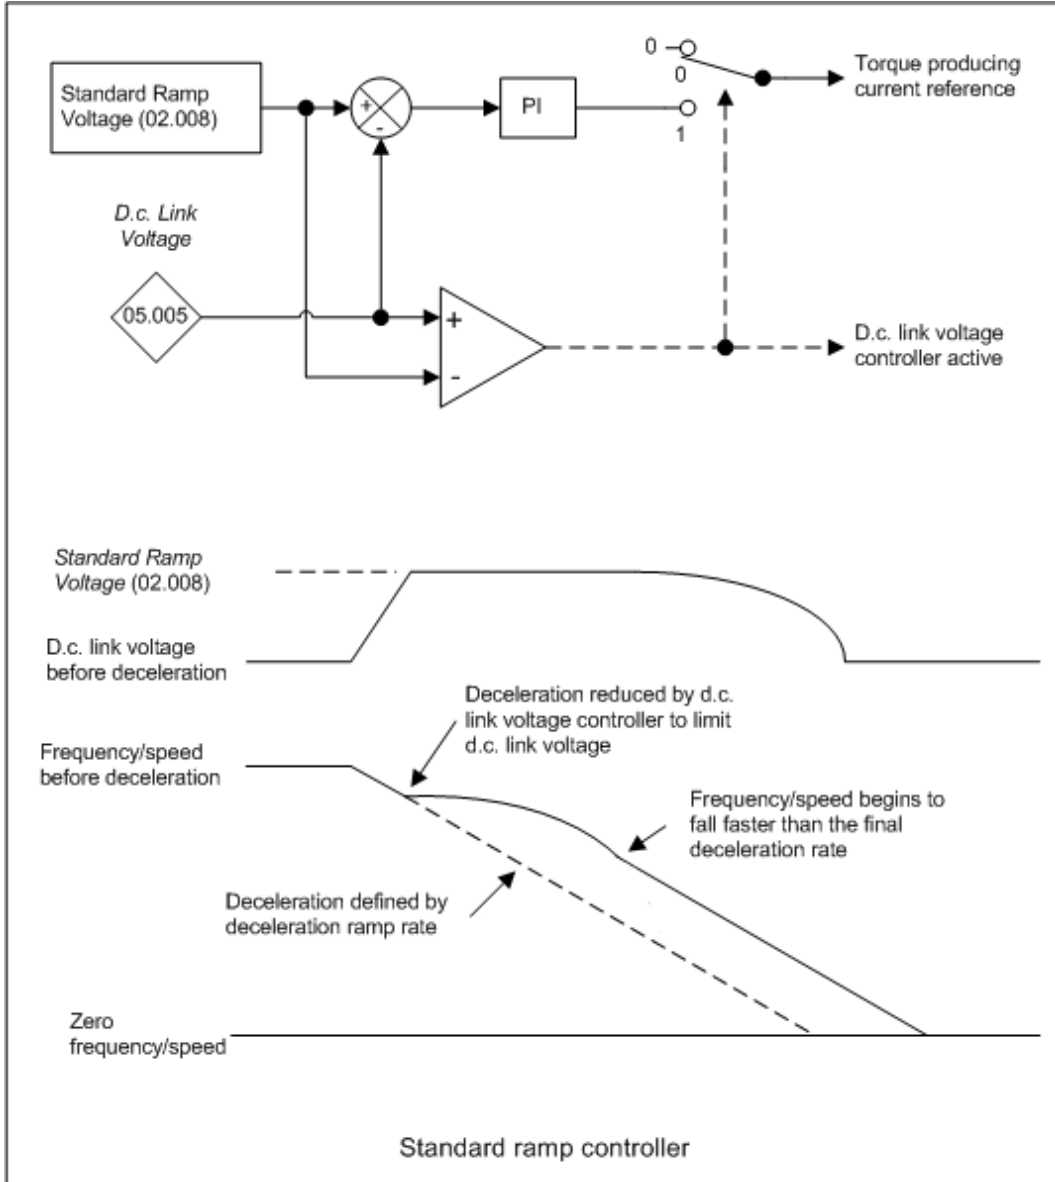 Standard Ramp
Voltage (02.008)
+
-
PI
0
0
1
Torque producing
current reference
D.c. Link
Voltage
05.005
+
-
D.c. link voltage
controller active
Standard Ramp
Voltage (02.008)
D.c. link voltage
before deceleration
Deceleration reduced by d.c.
link voltage controller to limit
d.c. link voltage
Frequency/speed
before deceleration
Frequency/speed begins to
fall faster than the final
deceleration rate
Deceleration defined by
deceleration ramp rate
Zero
frequency/speed
Standard ramp controller